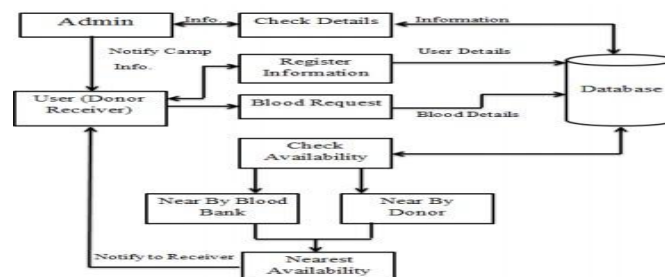 Admin
Info.
Check Details
Information
Notify Camp
Info.
Register
Information
User Details
User (Donor
Receiver)
Blood Request
Blood Details
Database
Check
Availability
Near By Blood
Bank
Near By
Donor
Notify to Receiver
Nearest
Availability